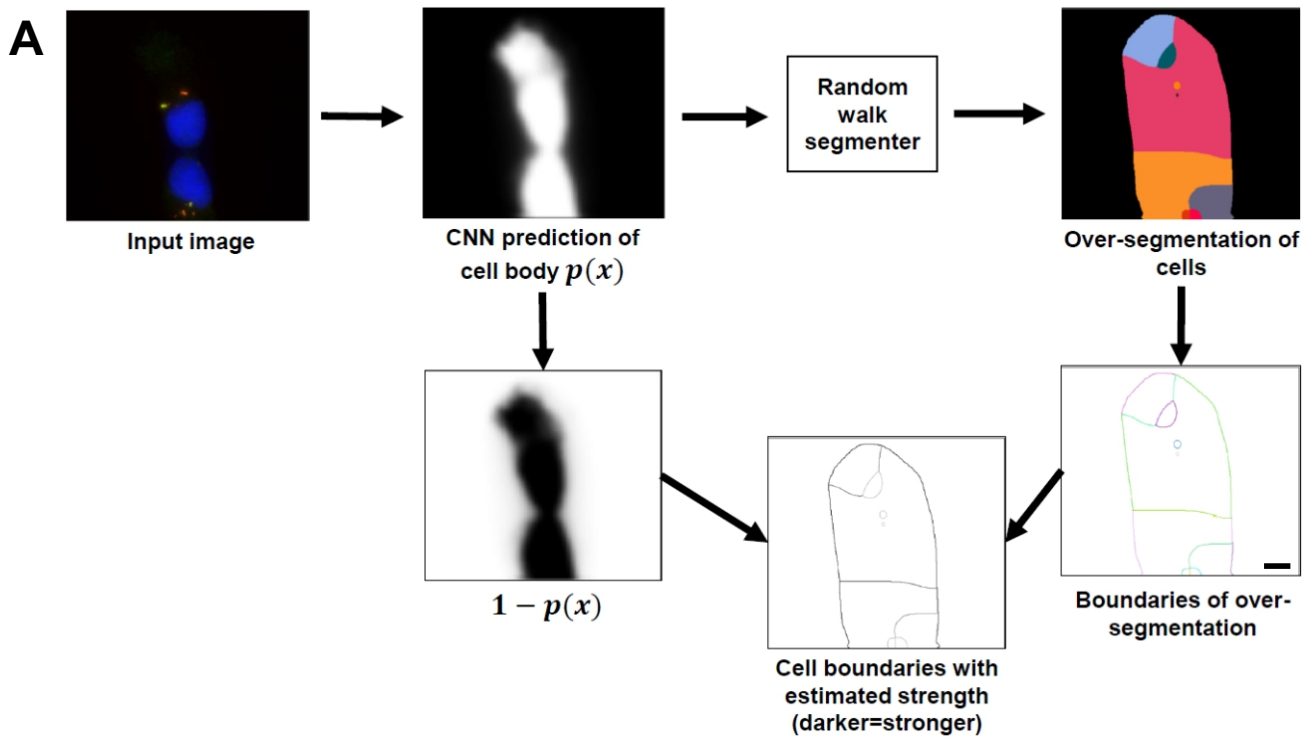 A
Input image
CNN prediction of
cell body p(x)
Random
walk
segmenter
Over-segmentation of
cells
1 − p(x)
Cell boundaries with
estimated strength
(darker=stronger)
Boundaries of over-
segmentation